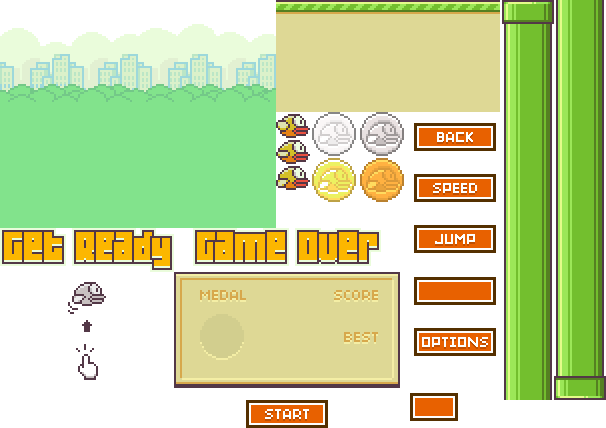 BACK
SPEED
Get Ready
Game Over
JUMP
MEDAL
SCORE
BEST
OPTIONS
START